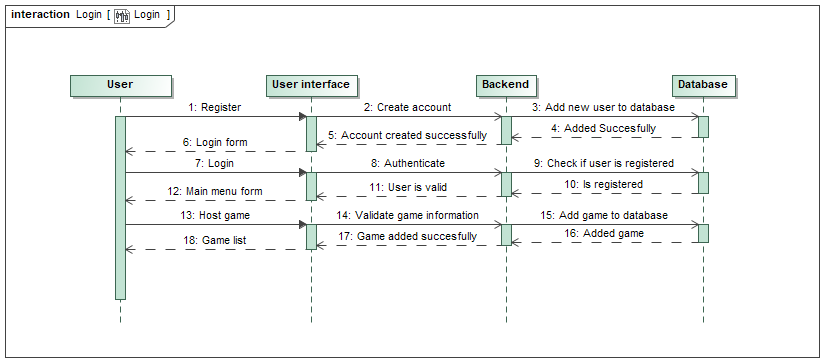 interaction Login [ Login ]
User
User interface
Backend
Database
1: Register
2: Create account
3: Add new user to database
4: Added Succesfully
5: Account created successfully
6: Login form
7: Login
8: Authenticate
9: Check if user is registered
10: Is registered
11: User is valid
12: Main menu form
13: Host game
14: Validate game information
15: Add game to database
16: Added game
17: Game added succesfully
18: Game list